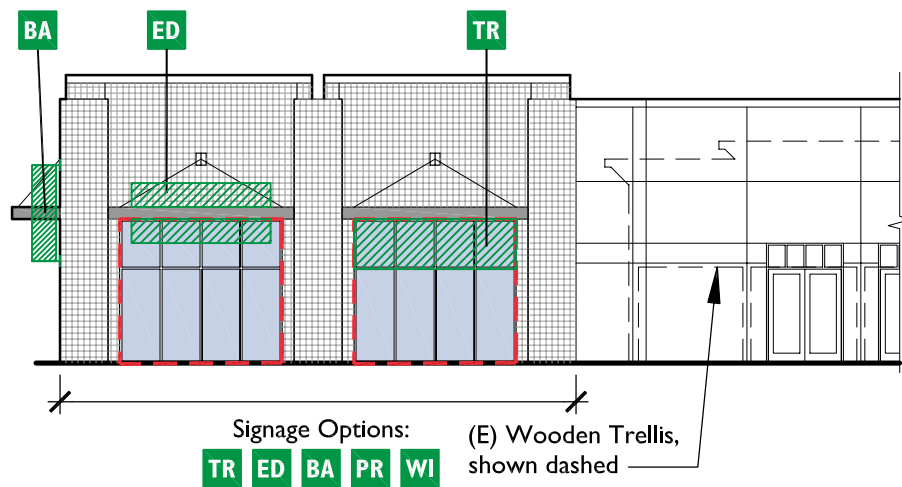 BA ED TR
Signage Options:
TR ED BA PR WI
(E) Wooden Trellis,
shown dashed